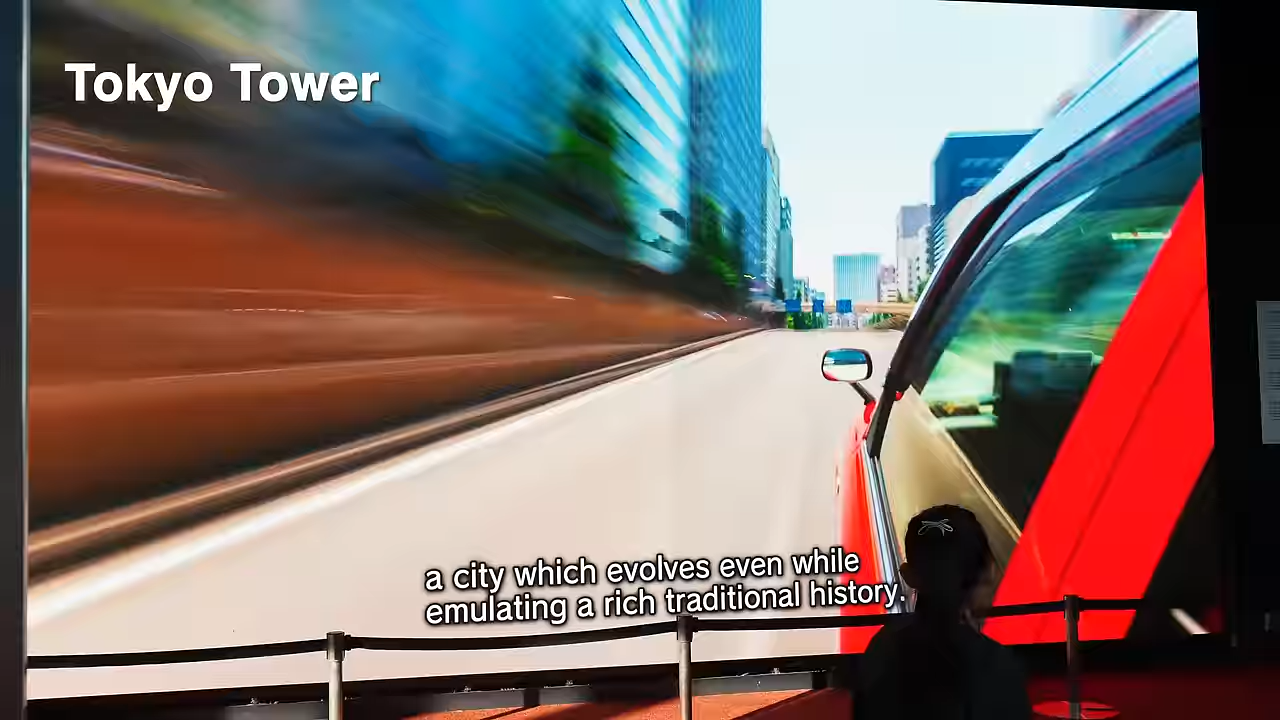 Tokyo Tower
a city which evolves even while
emulating a rich traditional history.